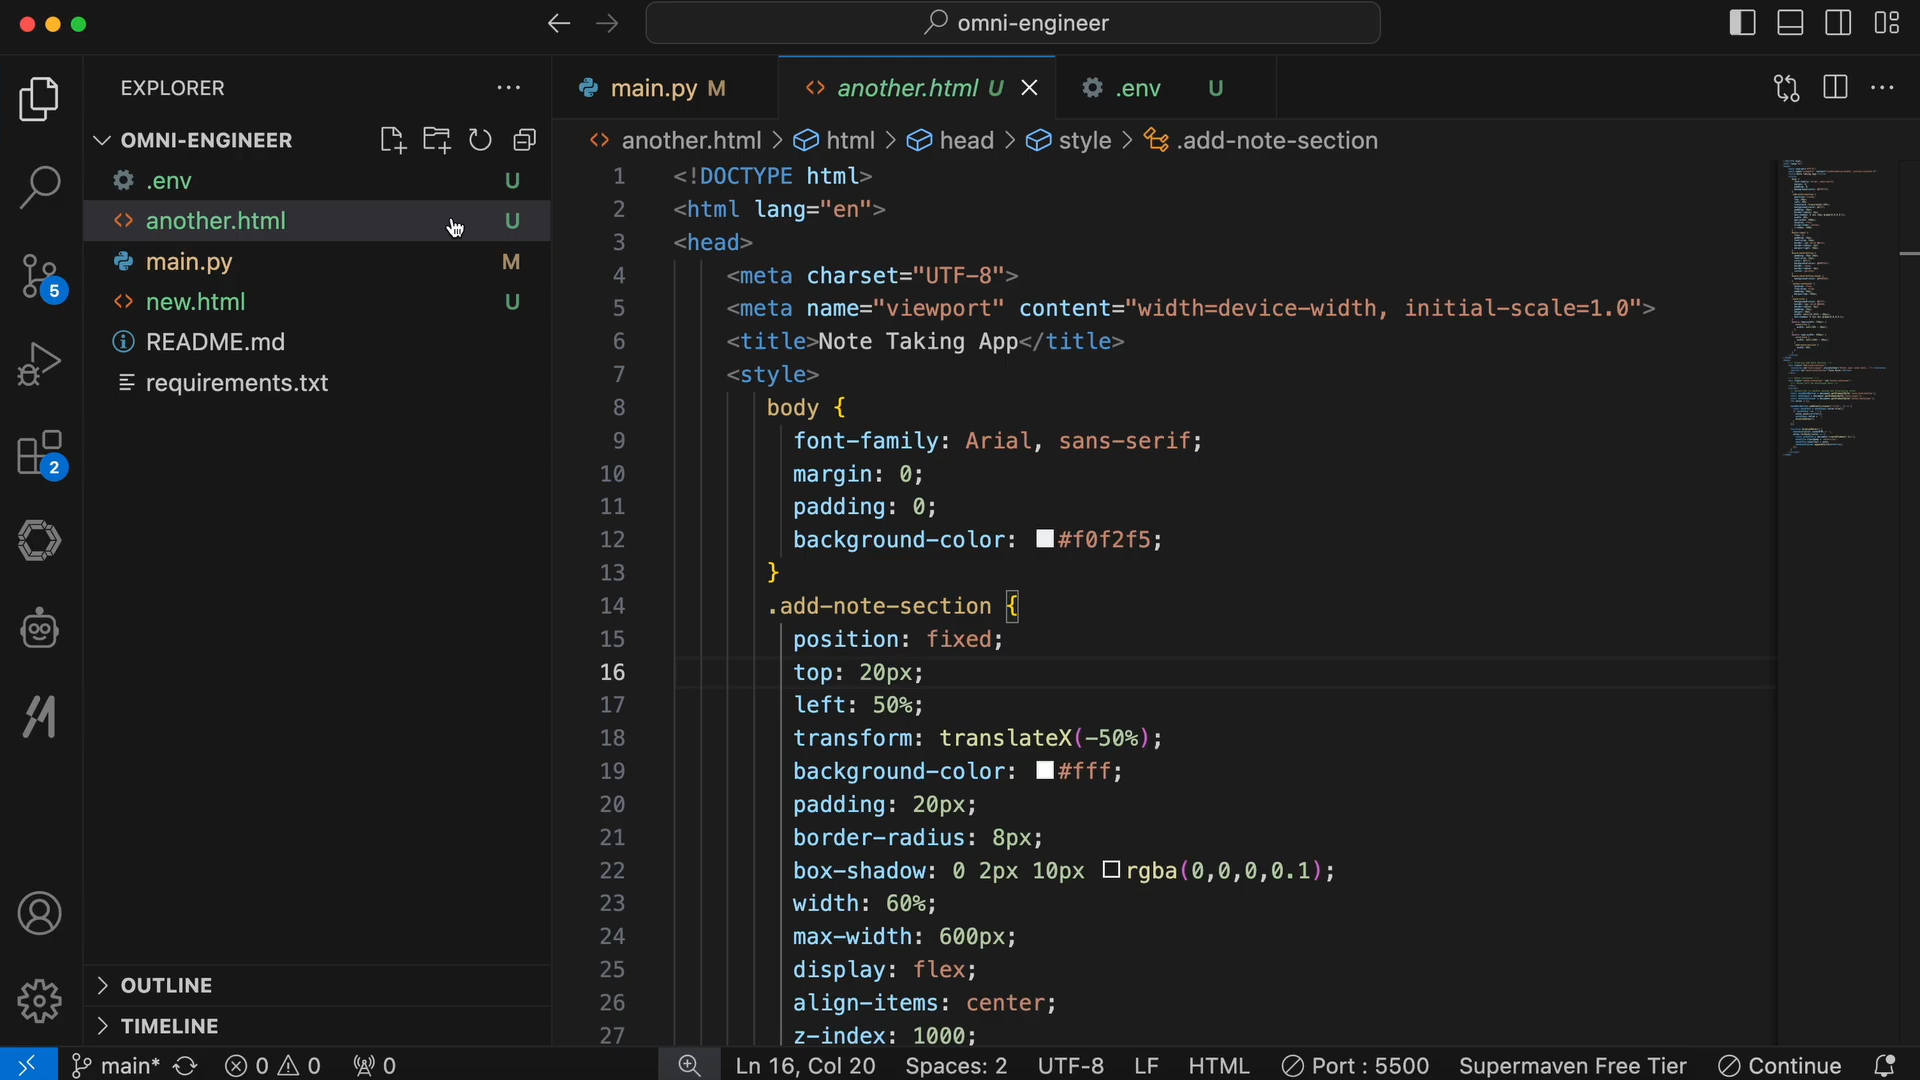 omni-engineer
EXPLORER
OMNI-ENGINEER
.env U
another.html U
main.py M
new.html U
README.md
requirements.txt
OUTLINE
TIMELINE
5
2
main.py M
another.html U
.env U
another.html > html > head > style > .add-note-section
1 <!DOCTYPE html>
2 <html lang="en">
3 <head>
4 <meta charset="UTF-8">
5 <meta name="viewport" content="width=device-width, initial-scale=1.0">
6 <title>Note Taking App</title>
7 <style>
8 body {
9 font-family: Arial, sans-serif;
10 margin: 0;
11 padding: 0;
12 background-color: #f0f2f5;
13 }
14 .add-note-section {
15 position: fixed;
16 top: 20px;
17 left: 50%;
18 transform: translateX(-50%);
19 background-color: #fff;
20 padding: 20px;
21 border-radius: 8px;
22 box-shadow: 0 2px 10px rgba(0,0,0,0.1);
23 width: 60%;
24 max-width: 600px;
25 display: flex;
26 align-items: center;
27 z-index: 1000;
main* 0 0 0 Ln 16, Col 20 Spaces: 2 UTF-8 LF HTML Port : 5500 Supermaven Free Tier Continue